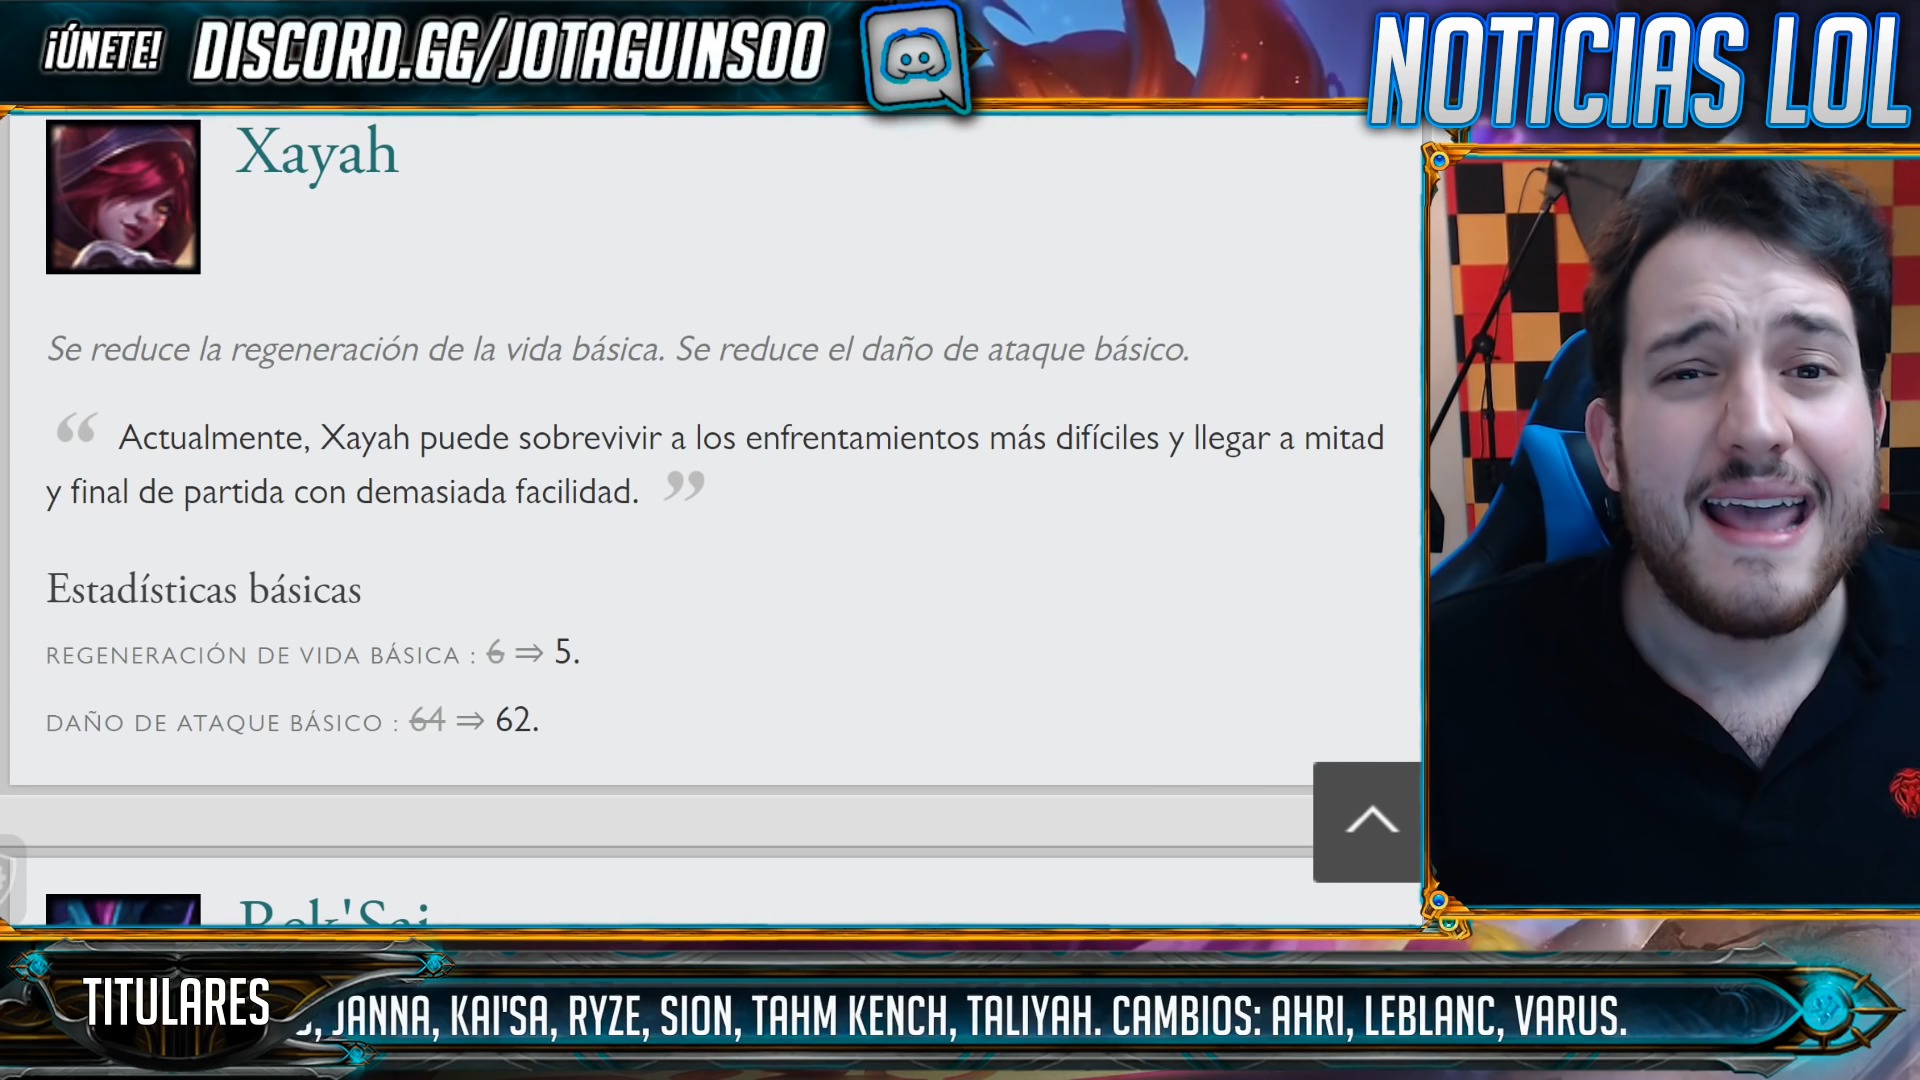 ¡ÚNETE! DISCORD.GG/JOTAGUINSOO
NOTICIAS LOL
Xayah
Se reduce la regeneración de la vida básica. Se reduce el daño de ataque básico.
“ Actualmente, Xayah puede sobrevivir a los enfrentamientos más difíciles y llegar a mitad
y final de partida con demasiada facilidad. ”
Estadísticas básicas
REGENERACIÓN DE VIDA BÁSICA : 6 ⇒ 5.
DAÑO DE ATAQUE BÁSICO : 64 ⇒ 62.
Rek'Sai
TITULARES
, JANNA, KAI'SA, RYZE, SION, TAHM KENCH, TALIYAH. CAMBIOS: AHRI, LEBLANC, VARUS.